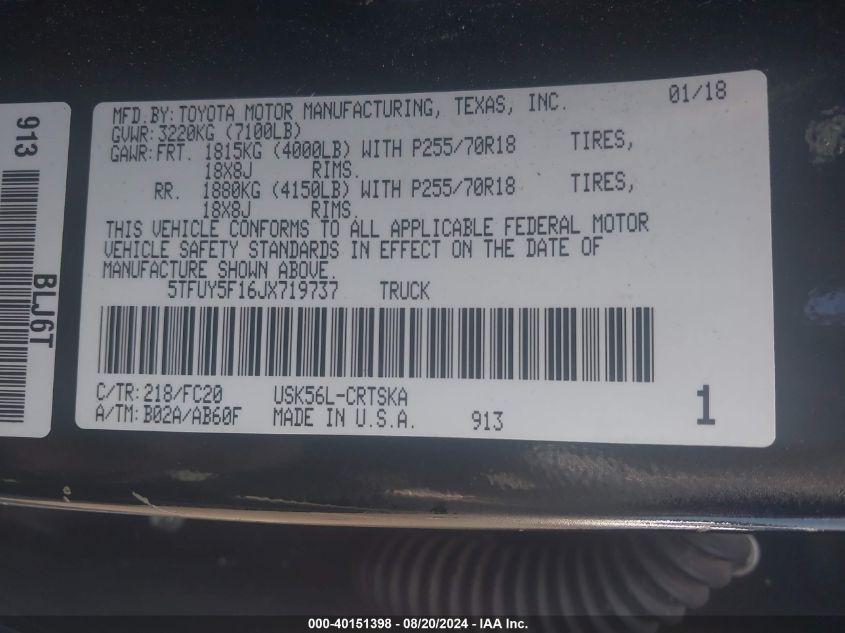 913
BLJ6T
MFD.BY: TOYOTA MOTOR MANUFACTURING, TEXAS, INC. 01/18
GVWR: 3220KG (7100LB)
GAWR: FRT. 1815KG (4000LB) WITH P255/70R18 TIRES,
18X8J RIMS.
RR. 1880KG (4150LB) WITH P255/70R18 TIRES,
18X8J RIMS.
THIS VEHICLE CONFORMS TO ALL APPLICABLE FEDERAL MOTOR
VEHICLE SAFETY STANDARDS IN EFFECT ON THE DATE OF
MANUFACTURE SHOWN ABOVE.
5TFUY5F16JX719737 TRUCK
C/TR: 218/FC20 USK56L-CRTSKA
A/TM: B02A/AB60F MADE IN U.S.A. 913 1
000-40151398 - 08/20/2024 - IAA Inc.